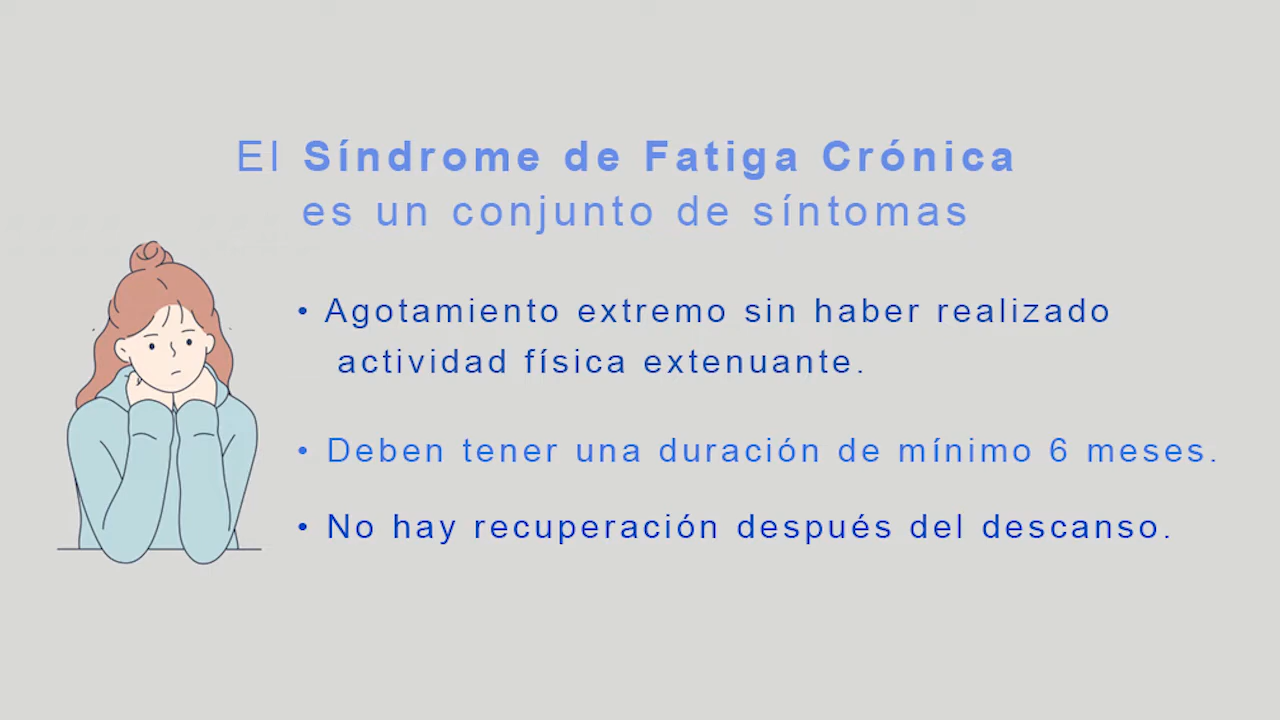 El Síndrome de Fatiga Crónica
es un conjunto de síntomas
• Agotamiento extremo sin haber realizado
actividad física extenuante.
• Deben tener una duración de mínimo 6 meses.
• No hay recuperación después del descanso.